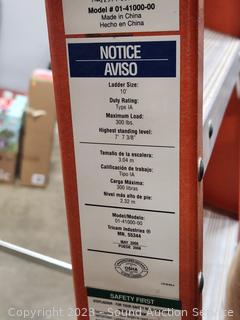 Model # 01-41000-00
Made in China
Hecho en China
NOTICE
AVISO
Ladder Size:
10'
Duty Rating:
Type IA
Maximum Load:
300 lbs.
Highest standing level:
7' 7 3/8"
Tamaño de la escalera:
3.04 m
Calificación de trabajo:
Tipo IA
Carga Máxima:
300 libras
Nivel más alto de pie:
2.32 m
Model/Modelo:
01-41000-00
Tricam Industries ®
MN, 55344
MAY 2008
OSHA
SAFETY FIRST
Copyright 2023 - Auction Services LLC